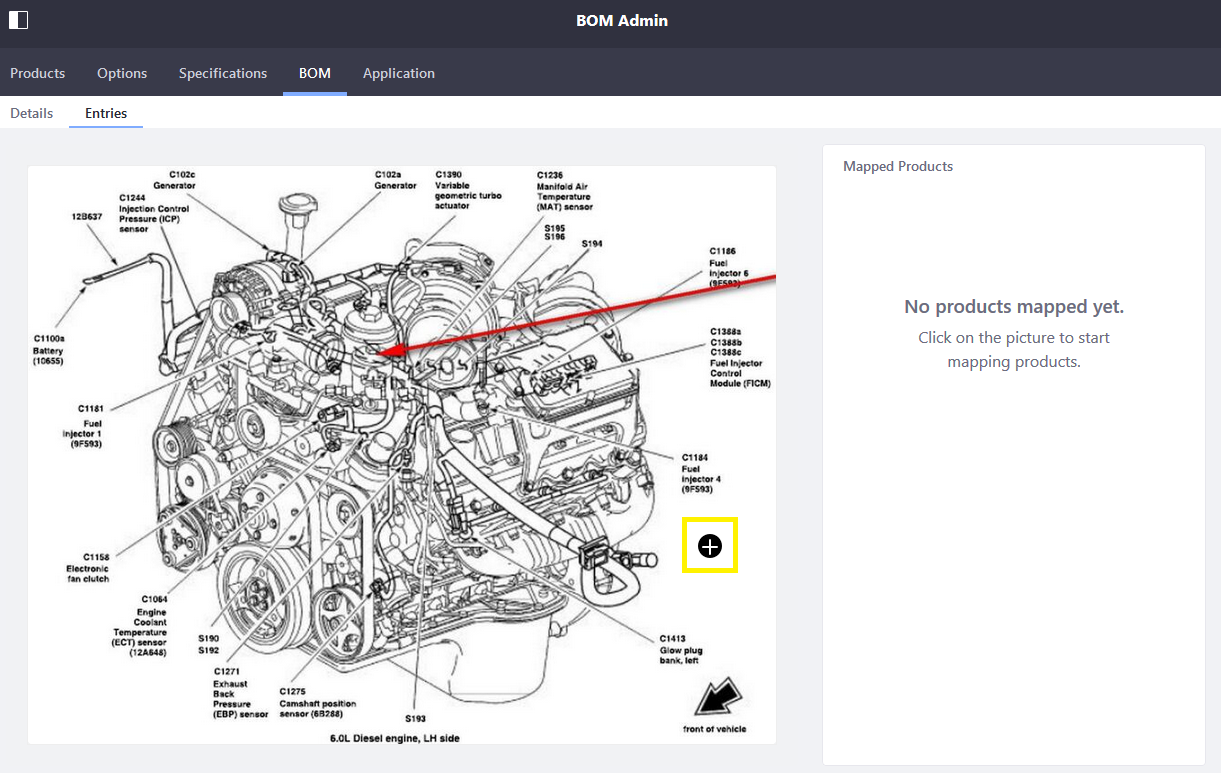 BOM Admin
Products
Options
Specifications
BOM
Application
Details
Entries
C102c
Generator
C1244
Injection Control
Pressure (ICP)
sensor
12B637
C102a
Generator
C1390
Variable
geometric turbo
actuator
C1236
Manifold Air
Temperature
(MAT) sensor
S195
S196
S194
C1186
Fuel
Injector 6
(9F593)
C1388a
C1388b
C1388c
Fuel Injector
Control
Module (FICM)
C1100a
Battery
(10655)
C1181
Fuel
Injector 1
(9F593)
C1184
Fuel
Injector 4
(9F593)
C1158
Electronic
fan clutch
C1064
Engine
Coolant
Temperature
(ECT) sensor
(12A648)
S190
S192
C1271
Exhaust
Back
Pressure
(EBP) sensor
C1275
Camshaft position
sensor (6B288)
S193
C1413
Glow plug
bank, left
front of vehicle
6.0L Diesel engine, LH side
Mapped Products
No products mapped yet.
Click on the picture to start
mapping products.